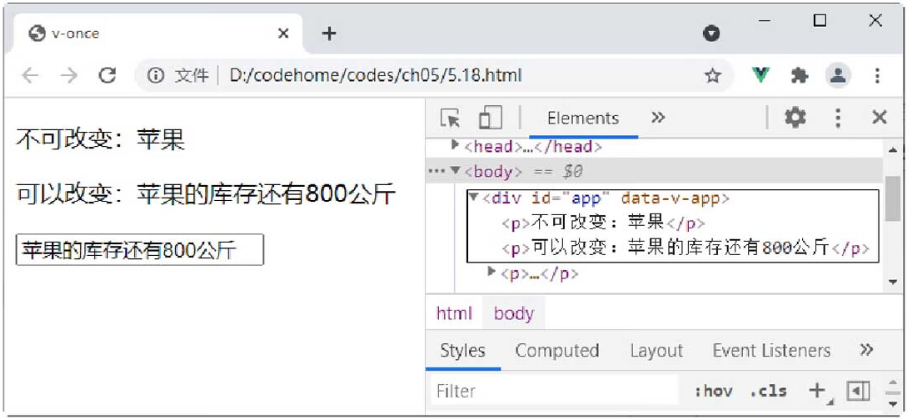 v-once
文件 D:/codehome/codes/ch05/5.18.html
不可改变：苹果
可以改变：苹果的库存还有800公斤
苹果的库存还有800公斤
Elements
<head>…</head>
<body> == $0
<div id="app" data-v-app>
<p>不可改变：苹果</p>
<p>可以改变：苹果的库存还有800公斤</p>
<p>…</p>
html body
Styles Computed Layout Event Listeners
Filter :hov .cls